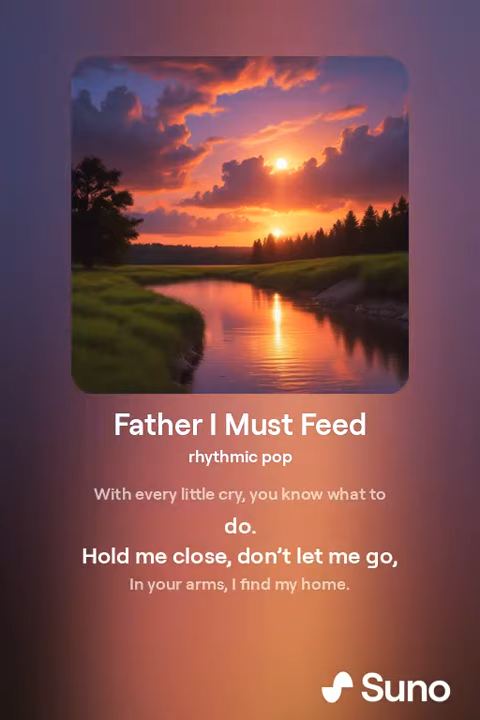 Father I Must Feed
rhythmic pop
With every little cry, you know what to
do.
Hold me close, don’t let me go,
In your arms, I find my home.
Suno